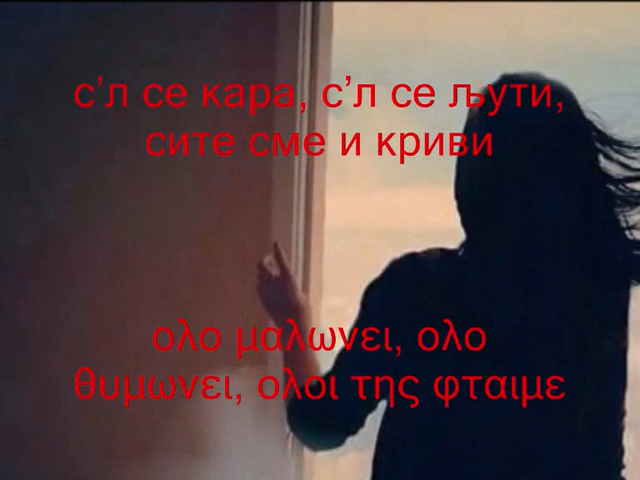 с’л се кара, с’л се љути,
сите сме и криви
ολο μαλωνει, ολο
θυμωνει, ολοι της φταιμε